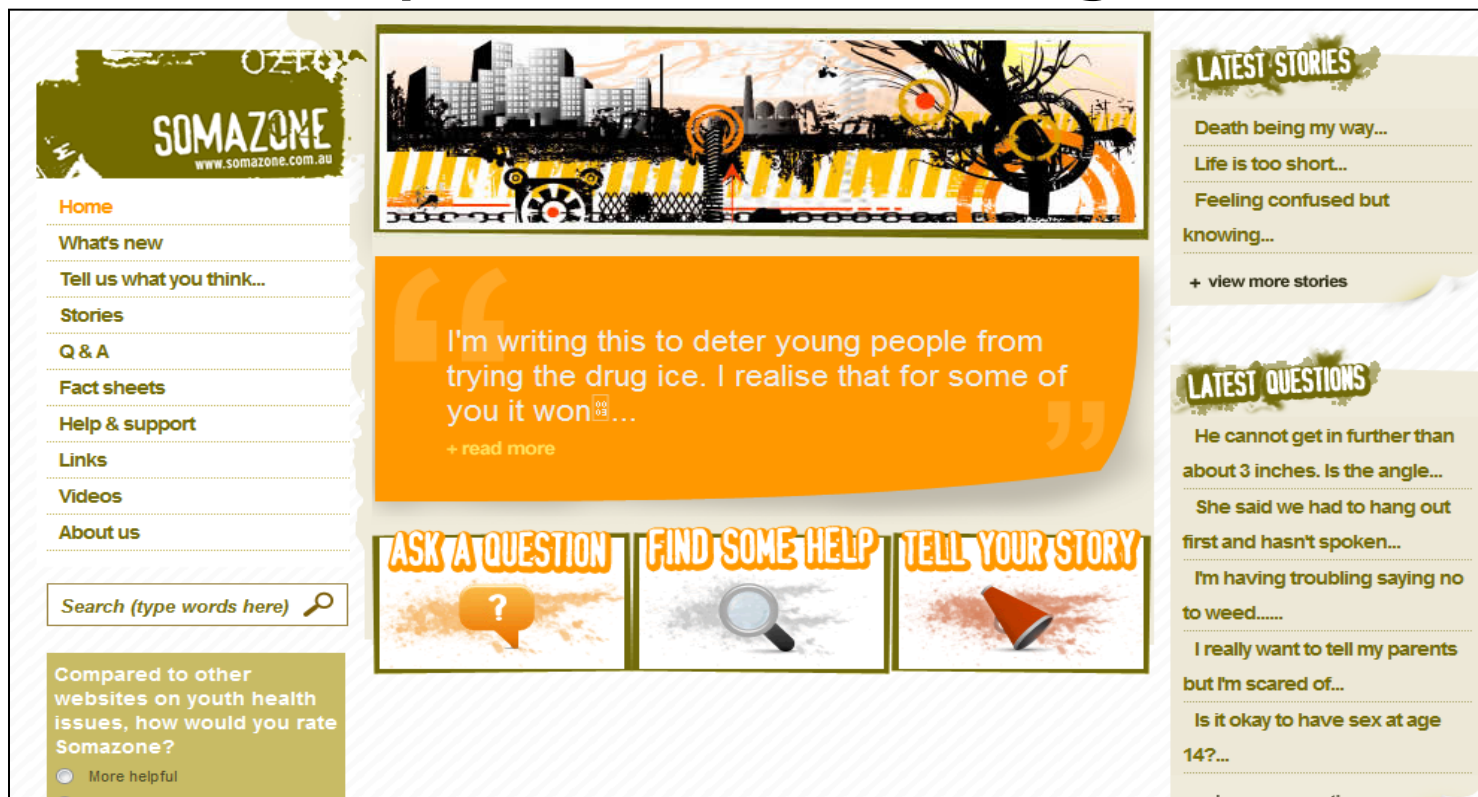 SOMAZONE
www.somazone.com.au
Home
What's new
Tell us what you think...
Stories
Q & A
Fact sheets
Help & support
Links
Videos
About us
Search (type words here)
Compared to other
websites on youth health
issues, how would you rate
Somazone?
More helpful
“
I'm writing this to deter young people from
trying the drug ice. I realise that for some of
you it won...
”
+ read more
ASK A QUESTION
?
FIND SOME HELP
TELL YOUR STORY
LATEST STORIES
Death being my way...
Life is too short...
Feeling confused but
knowing...
+ view more stories
LATEST QUESTIONS
He cannot get in further than
about 3 inches. Is the angle...
She said we had to hang out
first and hasn't spoken...
I'm having troubling saying no
to weed......
I really want to tell my parents
but I'm scared of...
Is it okay to have sex at age
14?...